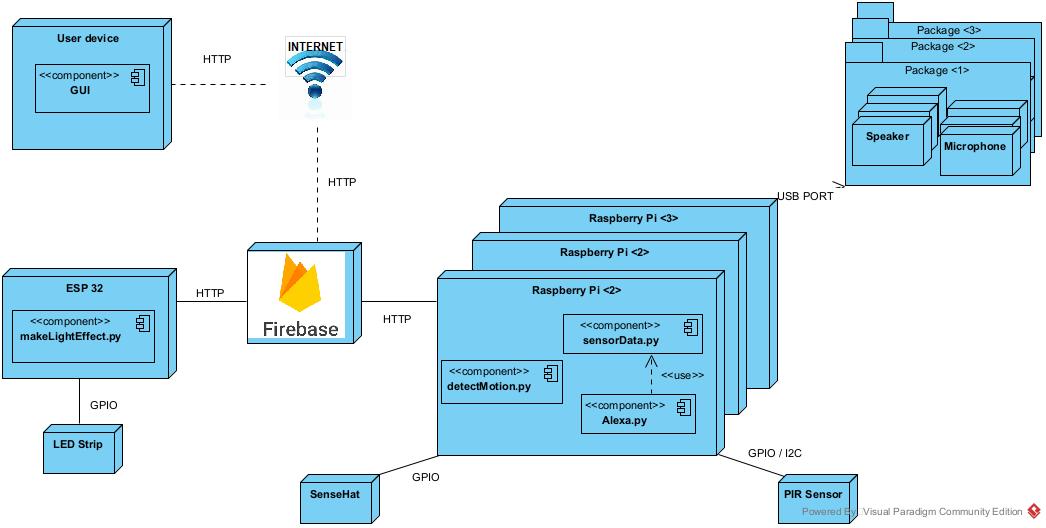 User device
<<component>>
GUI
HTTP
INTERNET
HTTP
Package <3>
Package <2>
Package <1>
Speaker
Microphone
USB PORT
Raspberry Pi <3>
Raspberry Pi <2>
Raspberry Pi <2>
<<component>>
sensorData.py
<<component>>
detectMotion.py
<<use>>
<<component>>
Alexa.py
ESP 32
<<component>>
makeLightEffect.py
HTTP
Firebase
HTTP
GPIO
LED Strip
GPIO
SenseHat
GPIO / I2C
PIR Sensor
Powered By: Visual Paradigm Community Edition